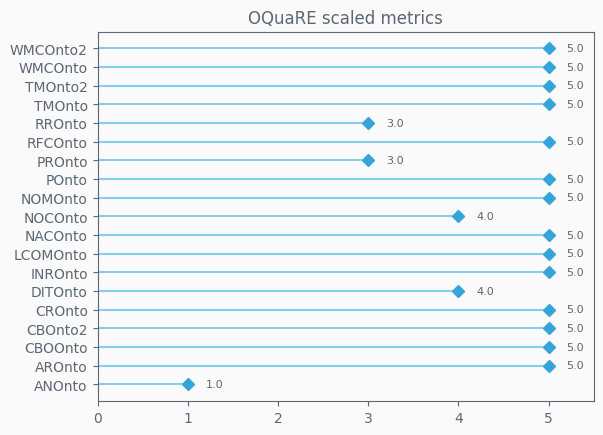 OQuaRE scaled metrics
WMCOnto2 5.0
WMCOnto 5.0
TMOnto2 5.0
TMOnto 5.0
RROnto 3.0
RFCOnto 5.0
PROnto 3.0
POnto 5.0
NOMOnto 5.0
NOCOnto 4.0
NACOnto 5.0
LCOMOnto 5.0
INROnto 5.0
DITOnto 4.0
CROnto 5.0
CBOnto2 5.0
CBOOnto 5.0
AROnto 5.0
ANOnto 1.0
0 1 2 3 4 5